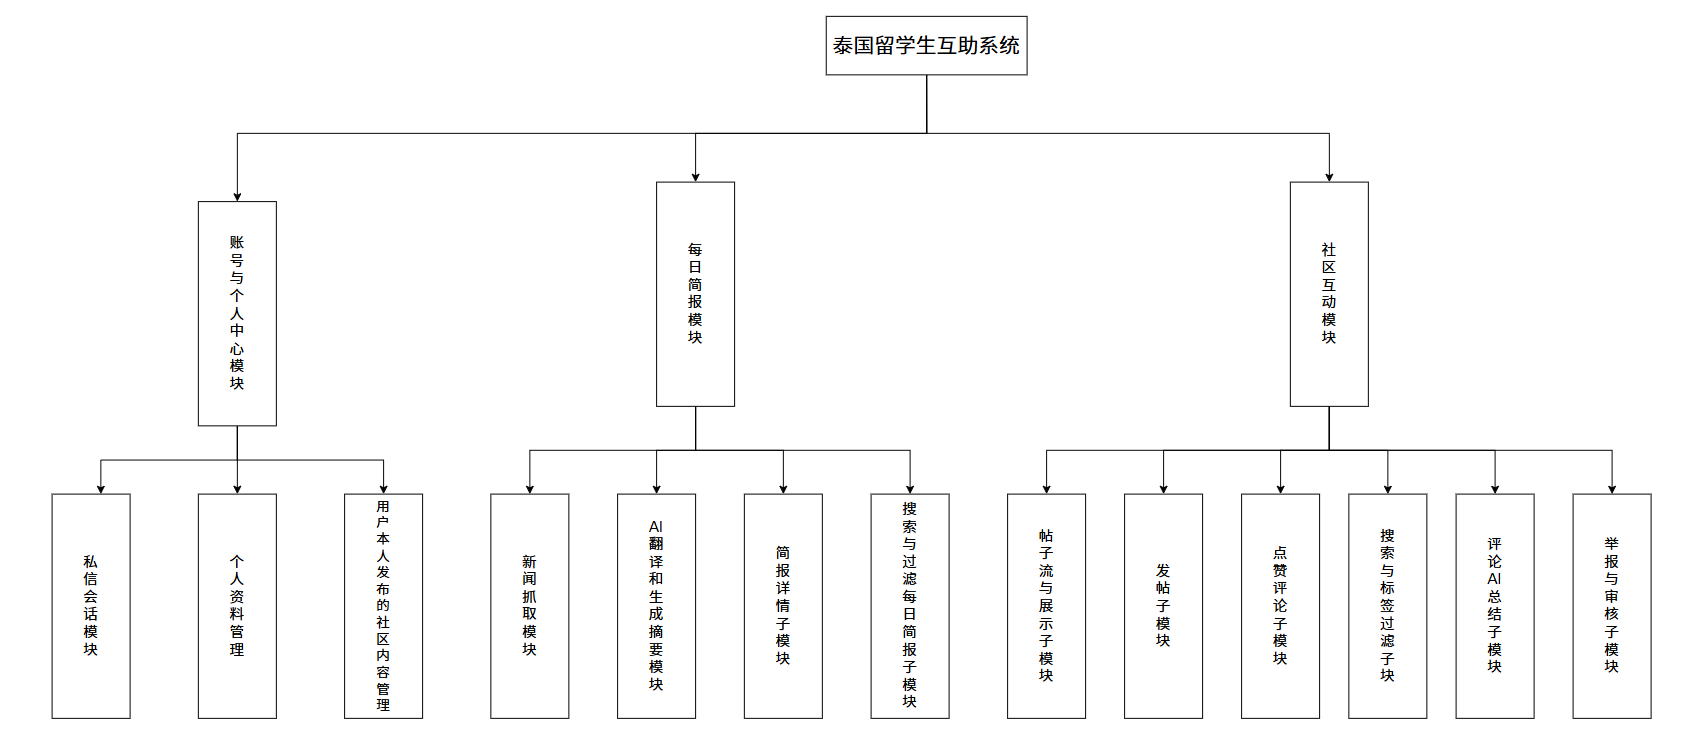 泰国留学生互助系统
账号与个人中心模块
每日简报模块
社区互动模块
私信会话模块
个人资料管理
用户本人发布的社区内容管理
新闻抓取模块
AI翻译和生成摘要模块
简报详情子模块
搜索与过滤每日简报子模块
帖子流与展示子模块
发帖子模块
点赞评论子模块
搜索与标签过滤子块
评论AI总结子模块
举报与审核子模块